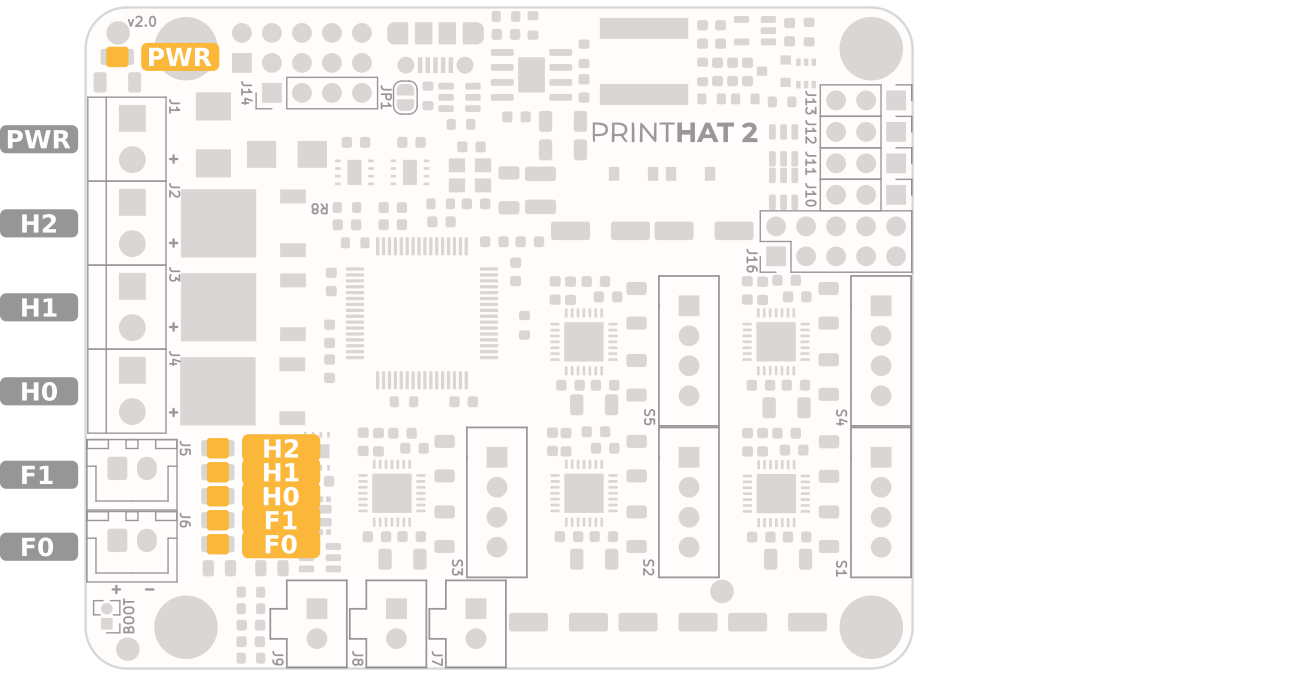 v2.0
PWR
J14
JP1
J13
J12
J11
J10
J16
PRINTHAT 2
R8
PWR
J1
+
H2
J2
+
H1
J3
+
H0
J4
+
F1
J5
F0
J6
+ −
H2
H1
H0
F1
F0
S5
S4
S3
S2
S1
BOOT
J9
J8
J7